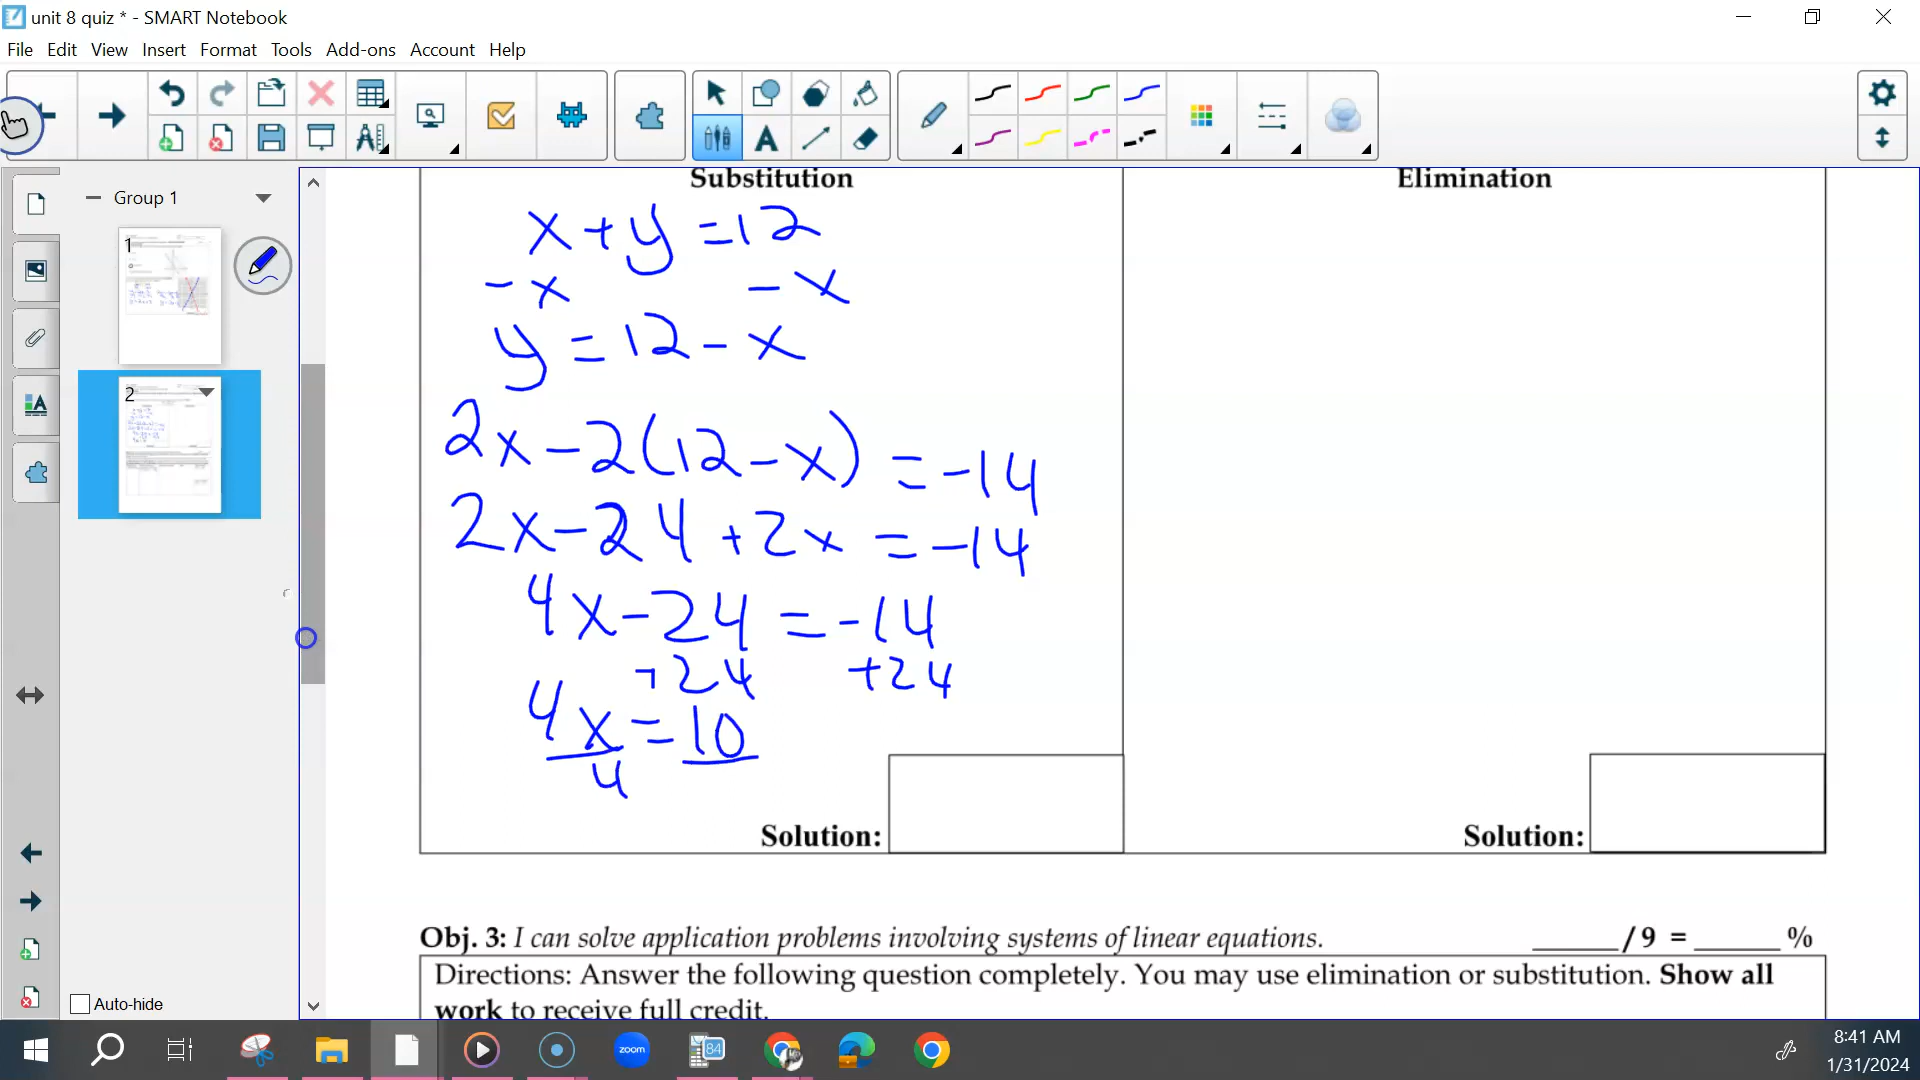 unit 8 quiz * - SMART Notebook
File Edit View Insert Format Tools Add-ons Account Help
Group 1
1
2
Auto-hide
Substitution
x + y = 12
- x - x
y = 12 - x
2x - 2(12 - x) = -14
2x - 24 + 2x = -14
4x - 24 = -14
+24 +24
4x = 10
4
Solution:
Elimination
Solution:
Obj. 3: I can solve application problems involving systems of linear equations. ______ / 9 = ______ %
Directions: Answer the following question completely. You may use elimination or substitution. Show all
work to receive full credit.
zoom
84
8:41 AM
1/31/2024